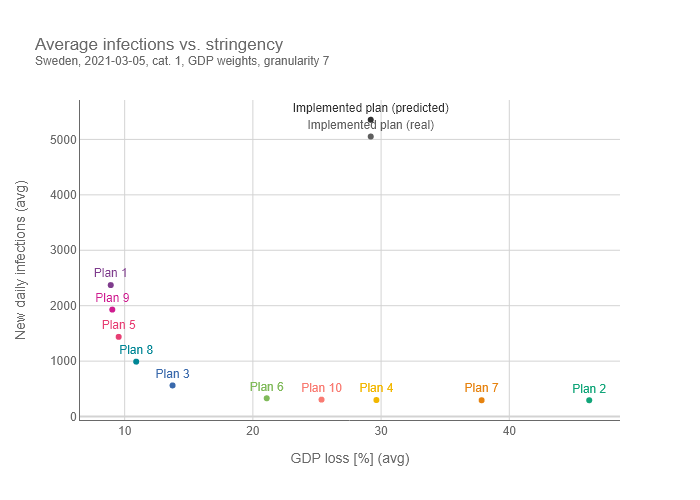 Average infections vs. stringency
Sweden, 2021-03-05, cat. 1, GDP weights, granularity 7
Implemented plan (predicted)
Implemented plan (real)
5000
4000
3000
2000
1000
0
New daily infections (avg)
Plan 1
Plan 9
Plan 5
Plan 8
Plan 3
Plan 6
Plan 10
Plan 4
Plan 7
Plan 2
10
20
30
40
GDP loss [%] (avg)